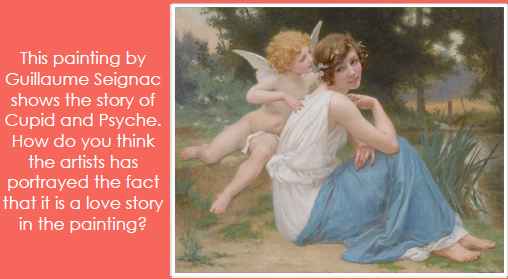 This painting by
Guillaume Seignac
shows the story of
Cupid and Psyche.
How do you think
the artists has
portrayed the fact
that it is a love story
in the painting?